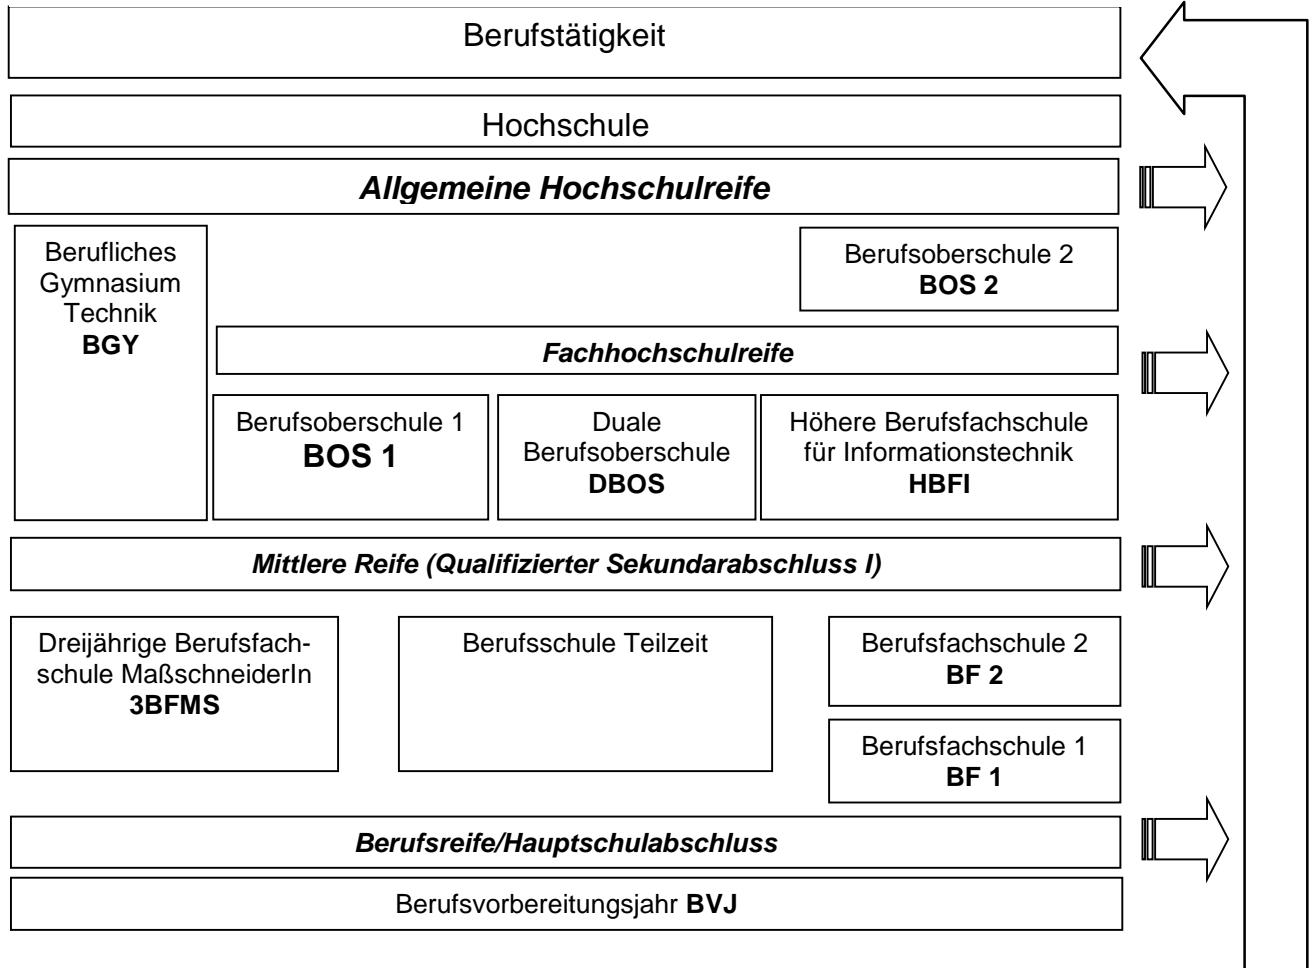 Berufstätigkeit
Hochschule
Allgemeine Hochschulreife
Berufliches
Gymnasium
Technik
BGY
Berufsoberschule 2
BOS 2
Fachhochschulreife
Berufsoberschule 1
BOS 1
Duale
Berufsoberschule
DBOS
Höhere Berufsfachschule
für Informationstechnik
HBFI
Mittlere Reife (Qualifizierter Sekundarabschluss I)
Dreijährige Berufsfach-
schule MaßschneiderIn
3BFMS
Berufsschule Teilzeit
Berufsfachschule 2
BF 2
Berufsfachschule 1
BF 1
Berufsreife/Hauptschulabschluss
Berufsvorbereitungsjahr BVJ